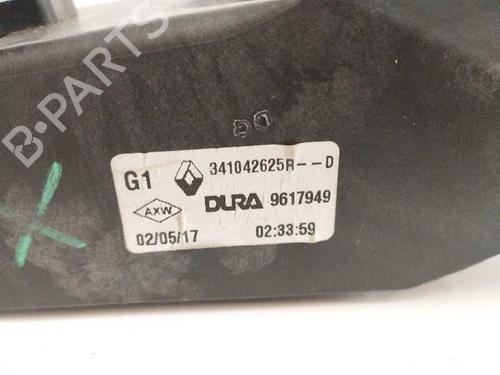 B-PARTS
G1 341042625R--D
AXW DURA 9617949
02/05/17 02:33:59